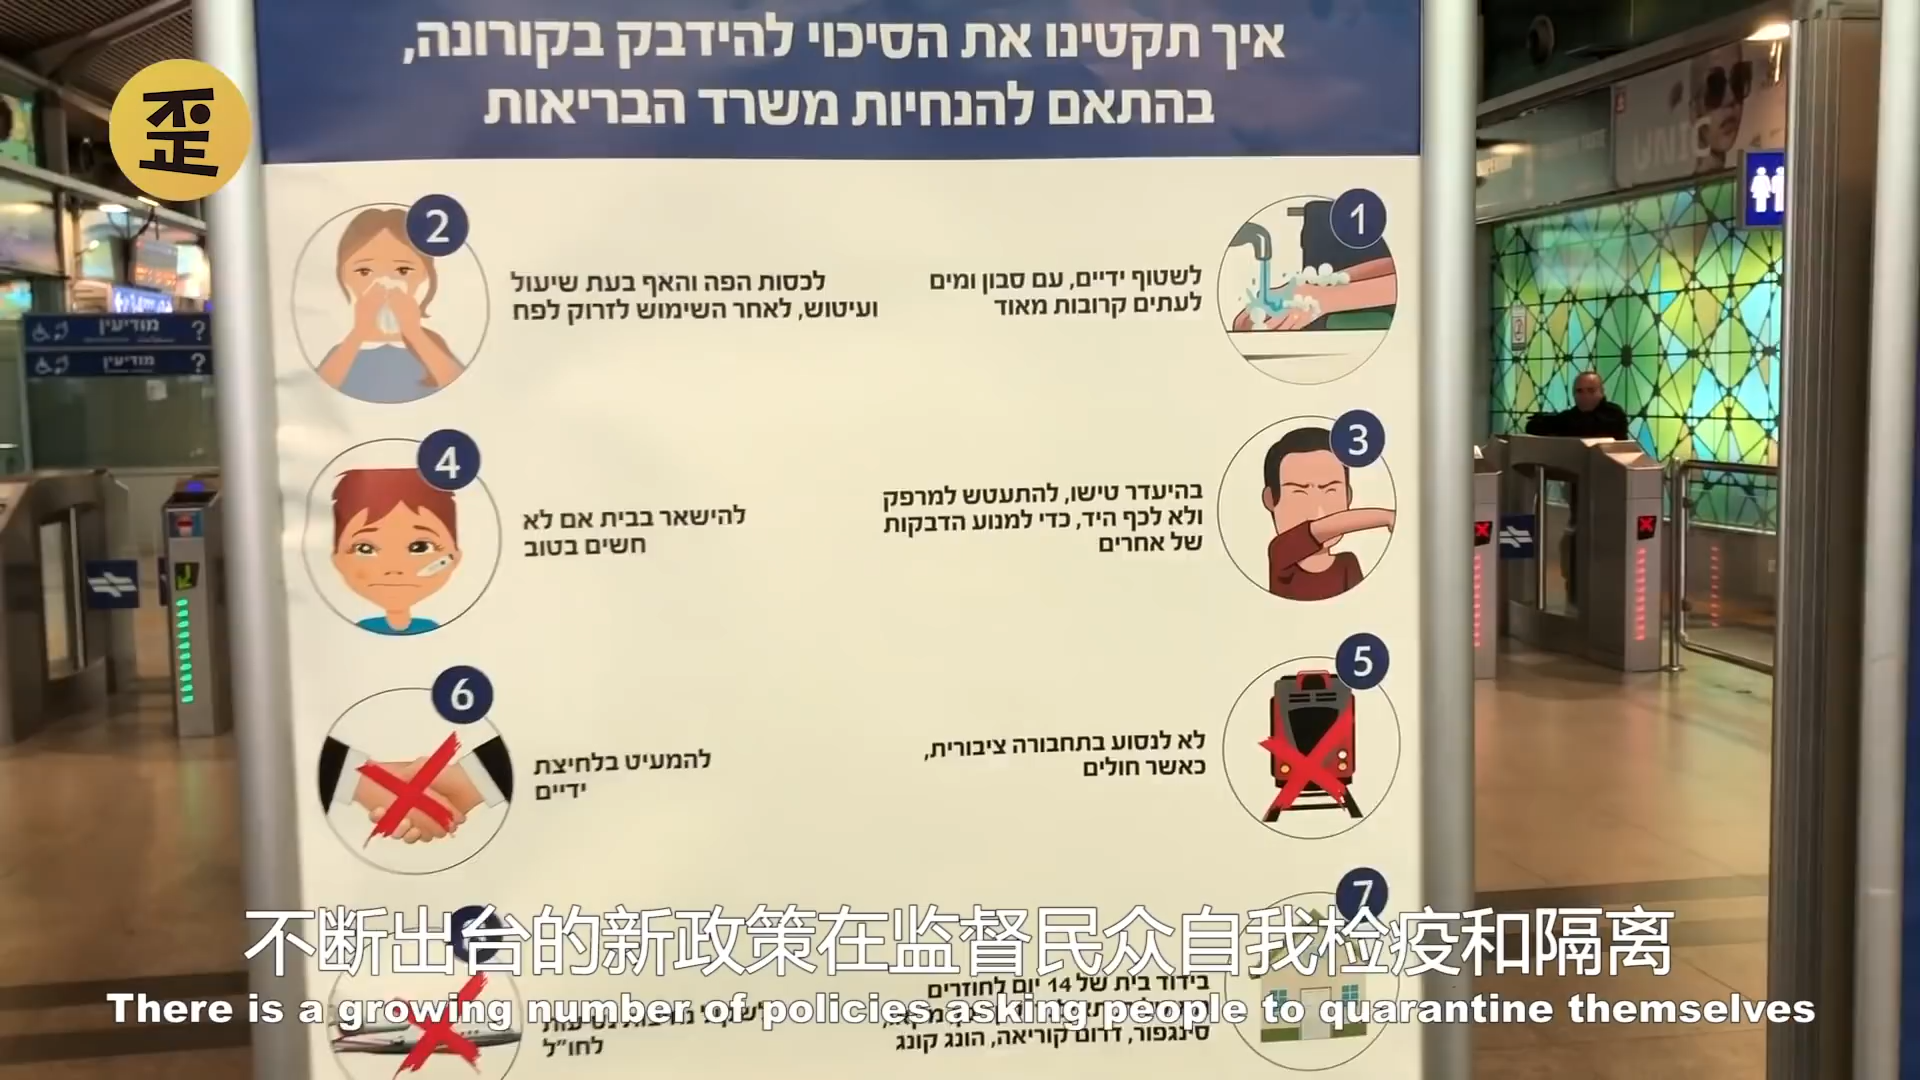 איך תקטינו את הסיכוי להידבק בקורונה,
בהתאם להנחיות משרד הבריאות
歪
1
לשטוף ידיים, עם סבון ומים
לעתים קרובות מאוד
2
לכסות הפה והאף בעת שיעול
ועיטוש, לאחר השימוש לזרוק לפח
3
בהיעדר טישו, להתעטש למרפק
ולא לכף היד, כדי למנוע הדבקות
של אחרים
4
להישאר בבית אם לא
חשים בטוב
5
לא לנסוע בתחבורה ציבורית,
כאשר חולים
6
להמעיט בלחיצת
ידיים
7
בידוד בית של 14 יום לחוזרים
סינגפור, דרום קוריאה, הונג קונג
לחו"ל
מודיעין ?
מודיעין ?
UNIC
不断出台的新政策在监督民众自我检疫和隔离
There is a growing number of policies asking people to quarantine themselves